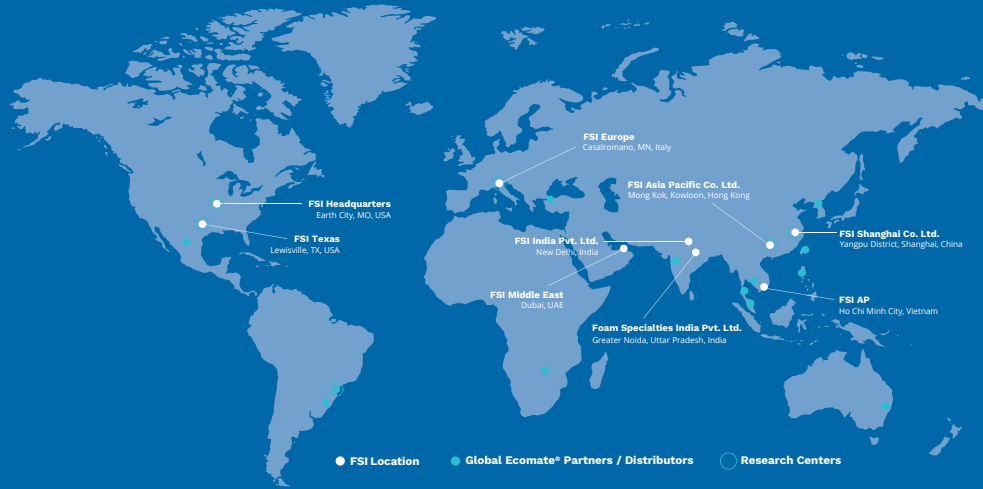 FSI Europe
Casalromano, MN, Italy
FSI Asia Pacific Co. Ltd.
Mong Kok, Kowloon, Hong Kong
FSI Headquarters
Earth City, MO, USA
FSI Texas
Lewisville, TX, USA
FSI India Pvt. Ltd.
New Delhi, India
FSI Shanghai Co. Ltd.
Yangpu District, Shanghai, China
FSI Middle East
Dubai, UAE
FSI AP
Ho Chi Minh City, Vietnam
Foam Specialties India Pvt. Ltd.
Greater Noida, Uttar Pradesh, India
FSI Location
Global Ecomate® Partners / Distributors
Research Centers